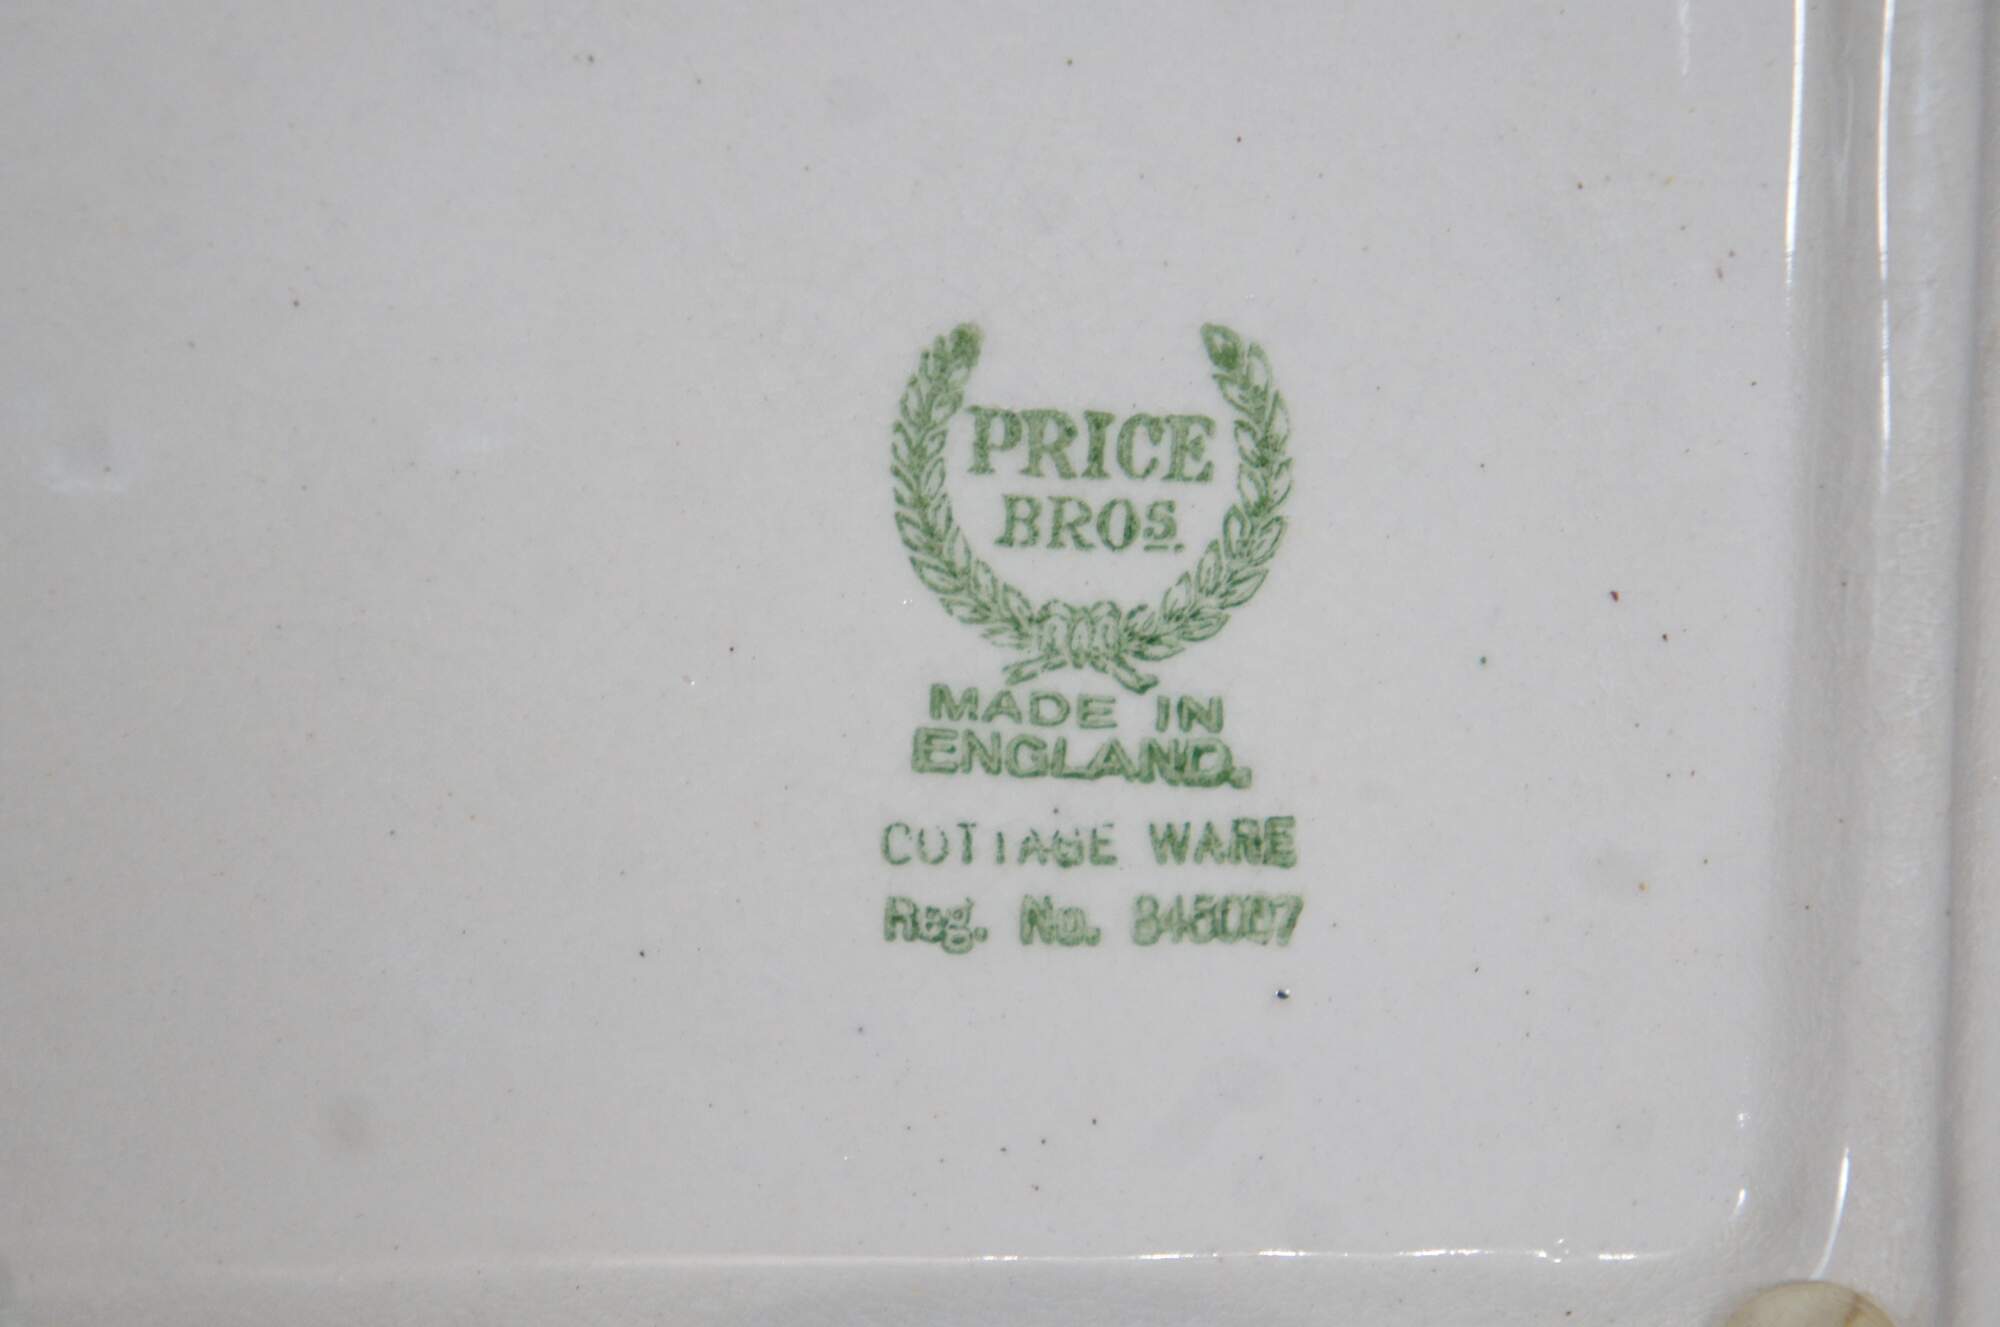 PRICE
BROS.
MADE IN
ENGLAND.
COTTAGE WARE
Reg. No. 845007